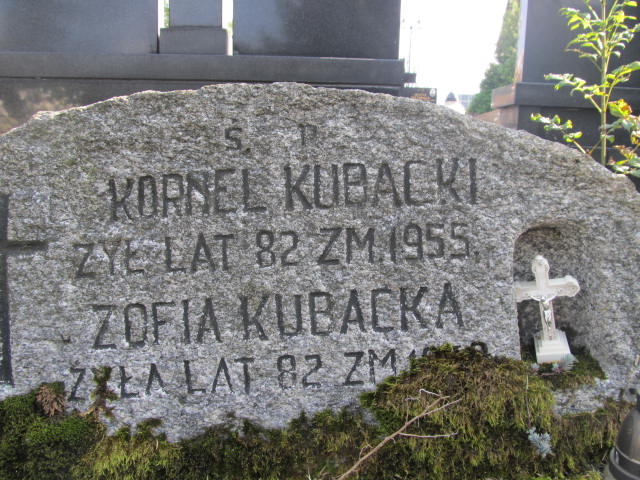 Ś. P.
KORNEL KUBACKI
ŻYŁ LAT 82 ZM.1955.
ZOFIA KUBACKA
ŻYŁA LAT 82 ZM